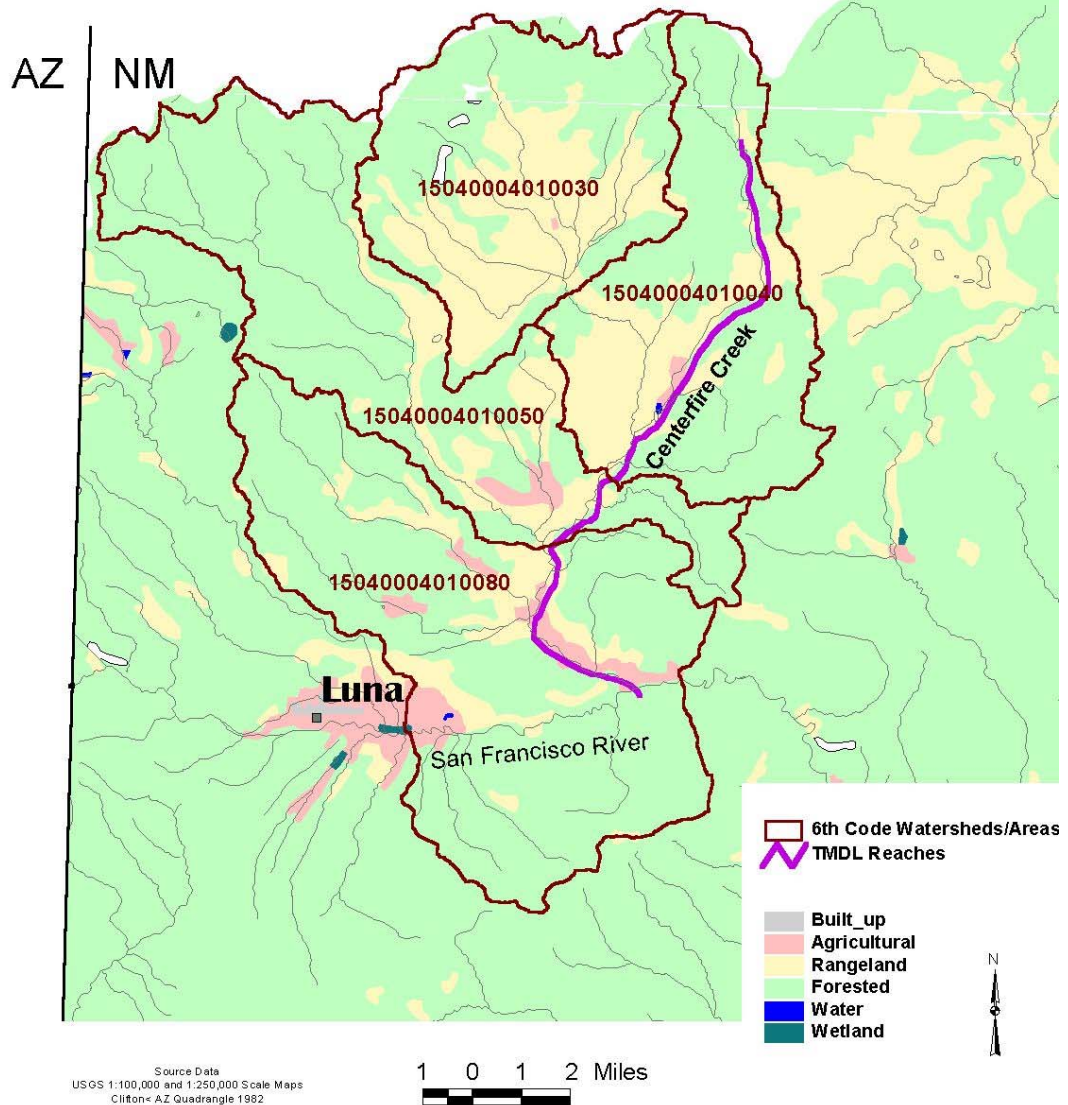 AZ NM
15040004010030
15040004010040
Centerfire Creek
15040004010050
15040004010080
Luna
San Francisco River
6th Code Watersheds/Areas
TMDL Reaches
Built_up
Agricultural
Rangeland
Forested
Water
Wetland
N
Source Data
USGS 1:100,000 and 1:250,000 Scale Maps
Clifton< AZ Quadrangle 1982
1 0 1 2 Miles